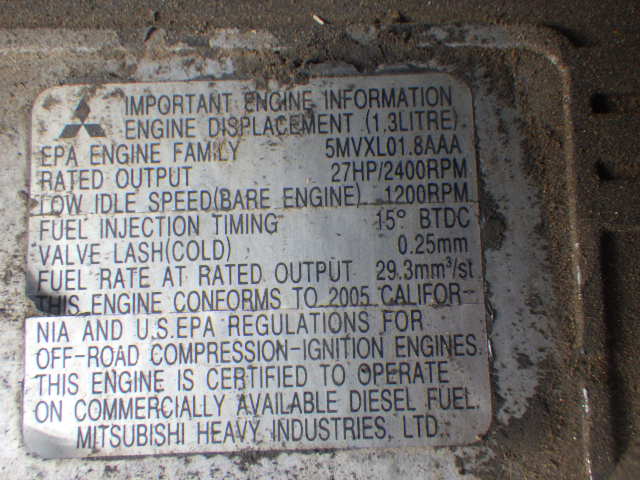 IMPORTANT ENGINE INFORMATION
ENGINE DISPLACEMENT (1.3LITRE)
EPA ENGINE FAMILY 5MVXL01.8AAA
RATED OUTPUT 27HP/2400RPM
LOW IDLE SPEED(BARE ENGINE) 1200RPM
FUEL INJECTION TIMING 15° BTDC
VALVE LASH(COLD) 0.25mm
FUEL RATE AT RATED OUTPUT 29.3mm³/st
THIS ENGINE CONFORMS TO 2005 CALIFOR-
NIA AND U.S.EPA REGULATIONS FOR
OFF-ROAD COMPRESSION-IGNITION ENGINES.
THIS ENGINE IS CERTIFIED TO OPERATE
ON COMMERCIALLY AVAILABLE DIESEL FUEL.
MITSUBISHI HEAVY INDUSTRIES, LTD.